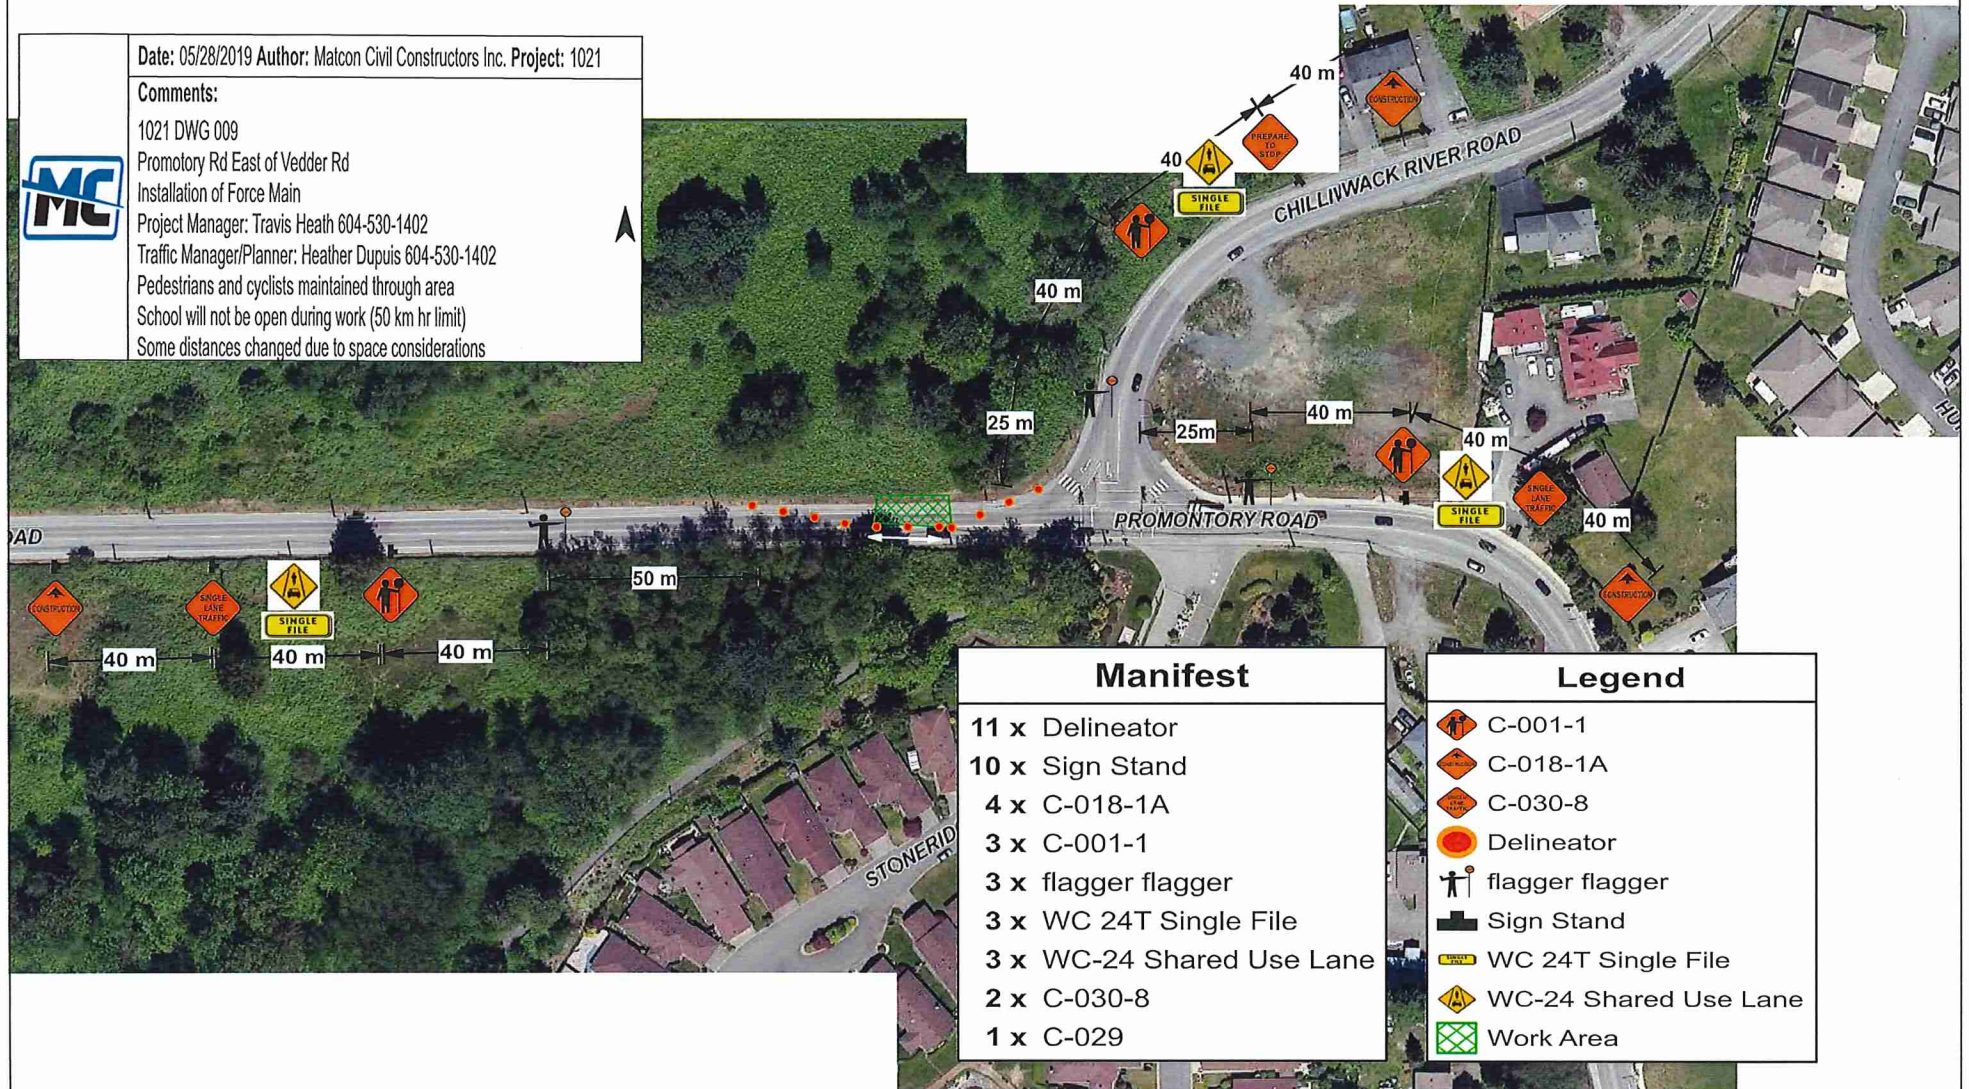 Date: 05/28/2019 Author: Matcon Civil Constructors Inc. Project: 1021
Comments:
1021 DWG 009
Promotory Rd East of Vedder Rd
Installation of Force Main
Project Manager: Travis Heath 604-530-1402
Traffic Manager/Planner: Heather Dupuis 604-530-1402
Pedestrians and cyclists maintained through area
School will not be open during work (50 km hr limit)
Some distances changed due to space considerations
MC
40 m
CONSTRUCTION
PREPARE
TO
STOP
40
SINGLE
FILE
CHILLIWACK RIVER ROAD
40 m
25 m
25m
40 m
40 m
SINGLE
LANE
TRAFFIC
SINGLE
FILE
40 m
CONSTRUCTION
PROMONTORY ROAD
OAD
50 m
CONSTRUCTION
SINGLE
LANE
TRAFFIC
SINGLE
FILE
40 m
40 m
40 m
STONERID
Manifest
11 x Delineator
10 x Sign Stand
4 x C-018-1A
3 x C-001-1
3 x flagger flagger
3 x WC 24T Single File
3 x WC-24 Shared Use Lane
2 x C-030-8
1 x C-029
Legend
C-001-1
C-018-1A
C-030-8
Delineator
flagger flagger
Sign Stand
WC 24T Single File
WC-24 Shared Use Lane
Work Area